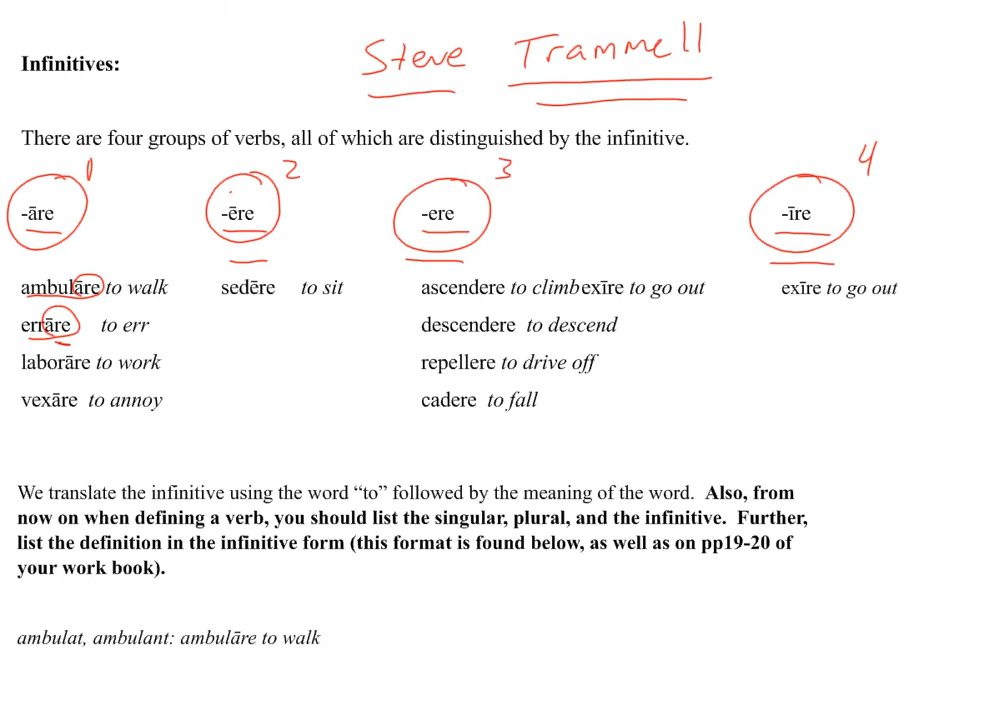 Steve Trammell
Infinitives:
There are four groups of verbs, all of which are distinguished by the infinitive.
1 2 3 4
-āre -ēre -ere -īre
ambulāre to walk sedēre to sit ascendere to climbexīre to go out exīre to go out
errāre to err descendere to descend
laborāre to work repellere to drive off
vexāre to annoy cadere to fall
We translate the infinitive using the word “to” followed by the meaning of the word. Also, from
now on when defining a verb, you should list the singular, plural, and the infinitive. Further,
list the definition in the infinitive form (this format is found below, as well as on pp19-20 of
your work book).
ambulat, ambulant: ambulāre to walk